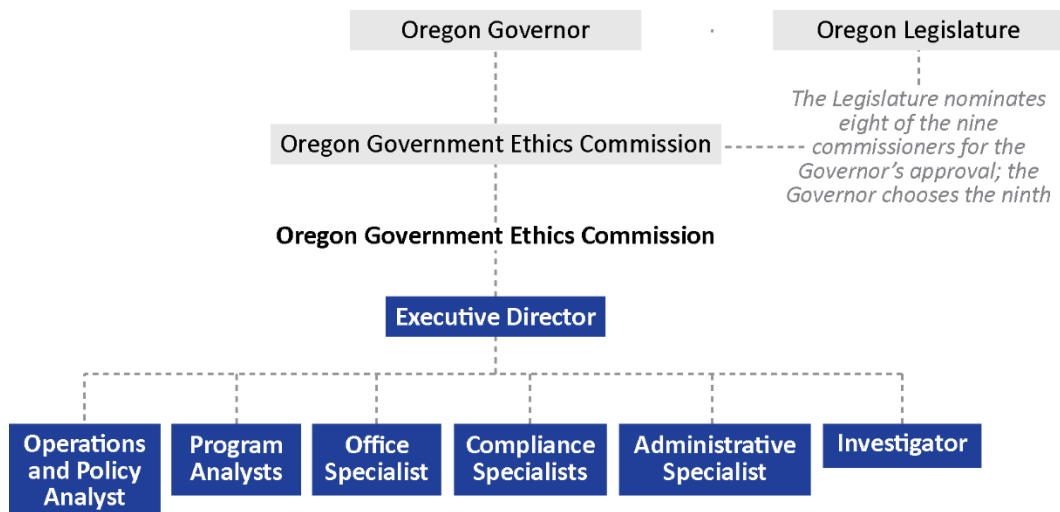 Oregon Governor
Oregon Legislature
The Legislature nominates
eight of the nine
commissioners for the
Governor’s approval; the
Governor chooses the ninth
Oregon Government Ethics Commission
Oregon Government Ethics Commission
Executive Director
Operations
and Policy
Analyst
Program
Analysts
Office
Specialist
Compliance
Specialists
Administrative
Specialist
Investigator